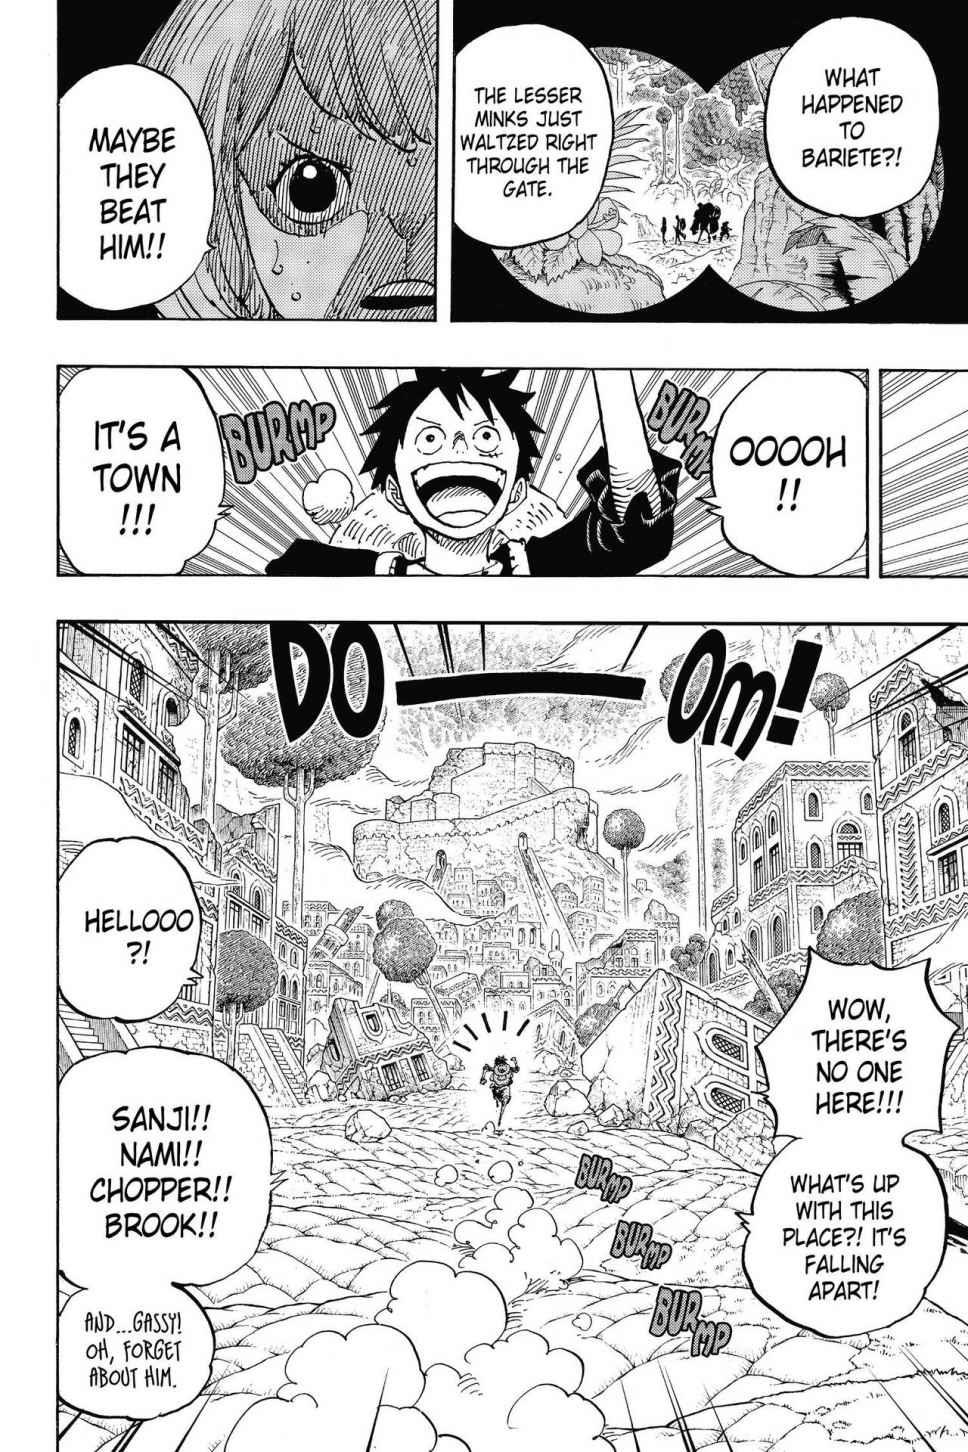 WHAT
HAPPENED
TO
BARIETE?!
THE LESSER
MINKS JUST
WALTZED RIGHT
THROUGH THE
GATE.
MAYBE
THEY
BEAT
HIM!!
OOOOH
!!
BURMP
BURMP
IT'S A
TOWN
!!!
DO — OM!
HELLOOO
?!
WOW,
THERE'S
NO ONE
HERE!!!
WHAT'S UP
WITH THIS
PLACE?! IT'S
FALLING
APART!
SANJI!!
NAMI!!
CHOPPER!!
BROOK!!
AND...GASSY!
OH, FORGET
ABOUT HIM.
BURMP
BURMP
BURMP